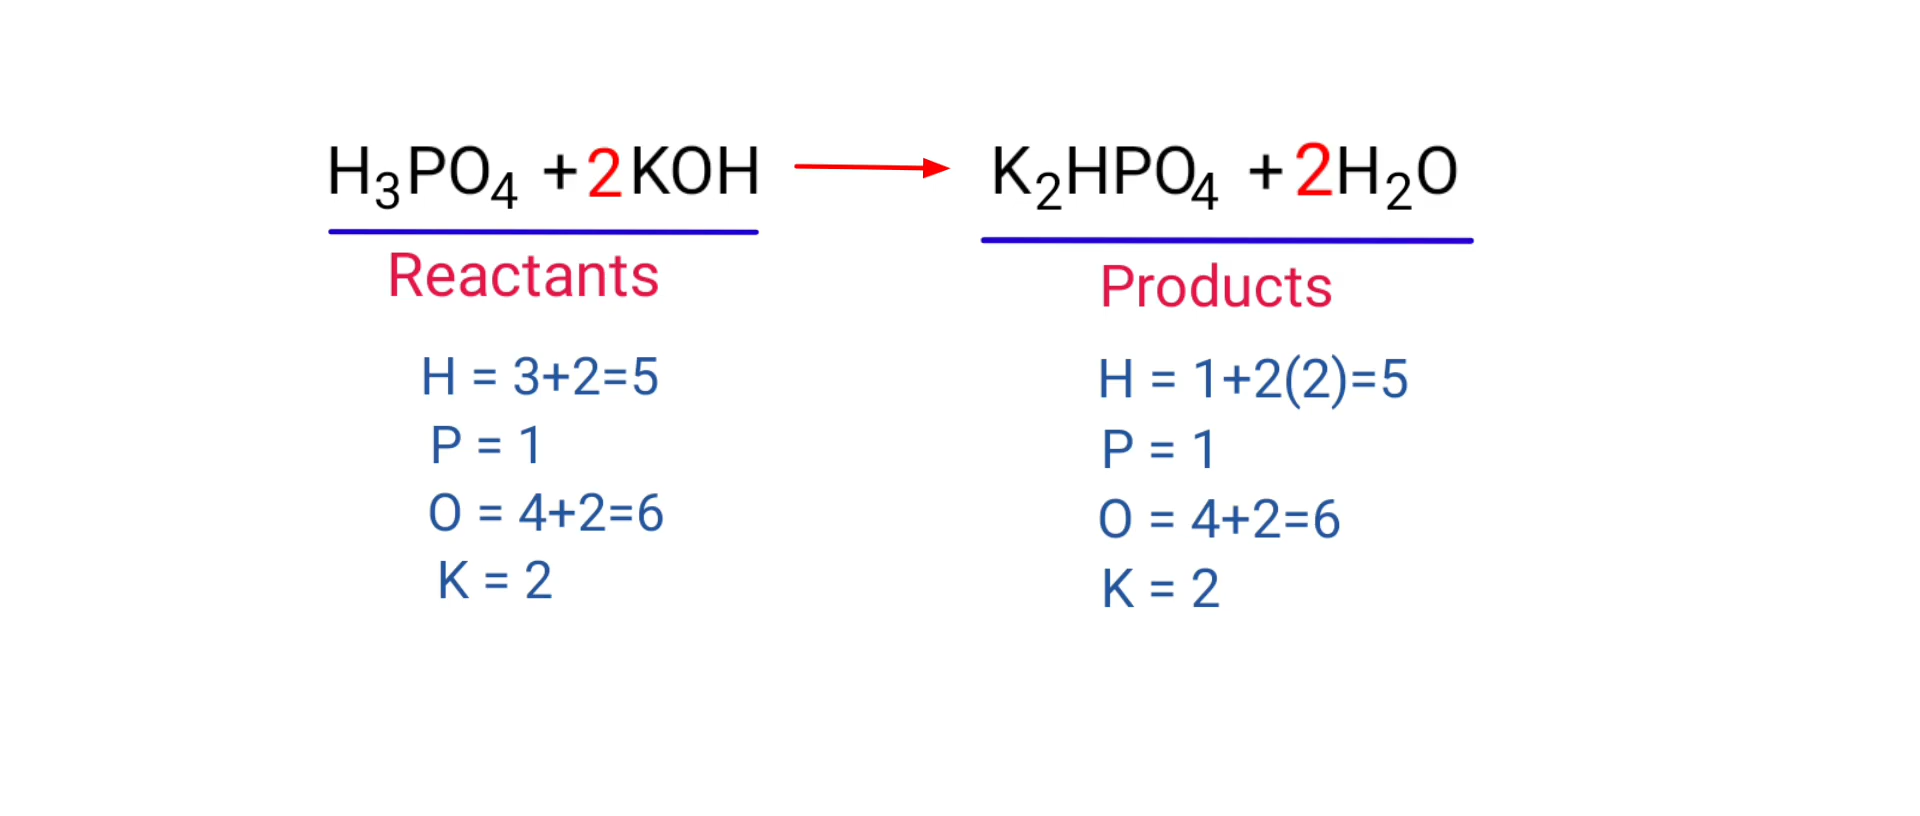 H₃PO₄ + 2KOH ⟶ K₂HPO₄ + 2H₂O
Reactants
Products
H = 3+2=5
P = 1
O = 4+2=6
K = 2
H = 1+2(2)=5
P = 1
O = 4+2=6
K = 2